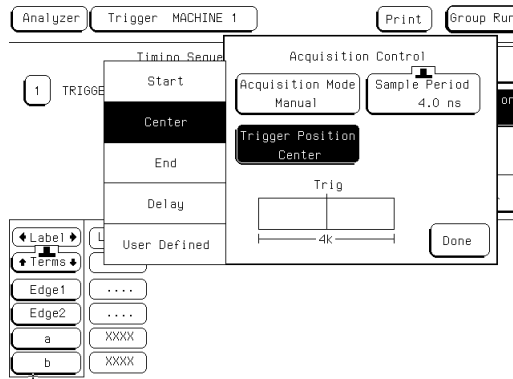 Analyzer Trigger MACHINE 1 Print Group Run
Timing Seque
1 TRIGGE
Start
Center
End
Delay
User Defined
Acquisition Control
Acquisition Mode
Manual
Sample Period
4.0 ns
Trigger Position
Center
Trig
4k
Done
Label
Terms
Edge1 ....
Edge2 ....
a XXXX
b XXXX